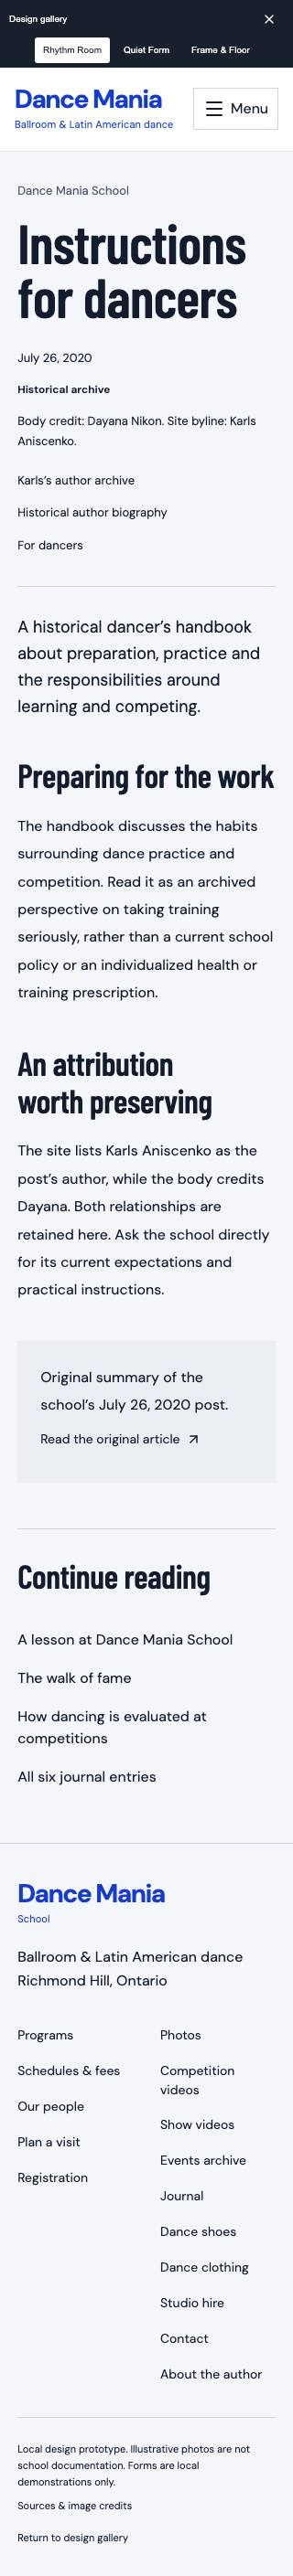 Design gallery
Rhythm Room Quiet Form Frame & Floor
Dance Mania
Ballroom & Latin American dance
Menu
Dance Mania School
Instructions
for dancers
July 26, 2020
Historical archive
Body credit: Dayana Nikon. Site byline: Karls
Aniscenko.
Karls’s author archive
Historical author biography
For dancers
A historical dancer’s handbook
about preparation, practice and
the responsibilities around
learning and competing.
Preparing for the work
The handbook discusses the habits
surrounding dance practice and
competition. Read it as an archived
perspective on taking training
seriously, rather than a current school
policy or an individualized health or
training prescription.
An attribution
worth preserving
The site lists Karls Aniscenko as the
post’s author, while the body credits
Dayana. Both relationships are
retained here. Ask the school directly
for its current expectations and
practical instructions.
Original summary of the
school’s July 26, 2020 post.
Read the original article
Continue reading
A lesson at Dance Mania School
The walk of fame
How dancing is evaluated at
competitions
All six journal entries
Dance Mania
School
Ballroom & Latin American dance
Richmond Hill, Ontario
Programs
Schedules & fees
Our people
Plan a visit
Registration
Photos
Competition
videos
Show videos
Events archive
Journal
Dance shoes
Dance clothing
Studio hire
Contact
About the author
Local design prototype. Illustrative photos are not
school documentation. Forms are local
demonstrations only.
Sources & image credits
Return to design gallery